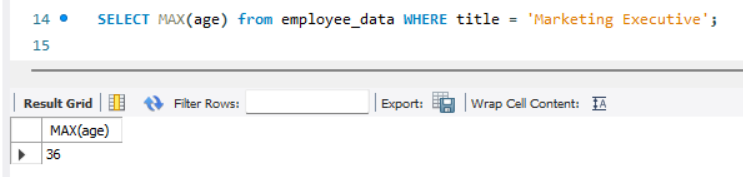 14 SELECT MAX(age) from employee_data WHERE title = 'Marketing Executive';
15
Result Grid Filter Rows: Export: Wrap Cell Content: IA
MAX(age)
36